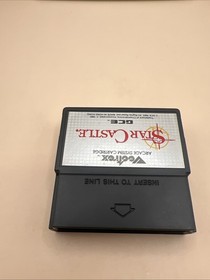 Vectrex
ARCADE SYSTEM CARTRIDGE
STAR CASTLE
GCE
INSERT TO THIS LINE